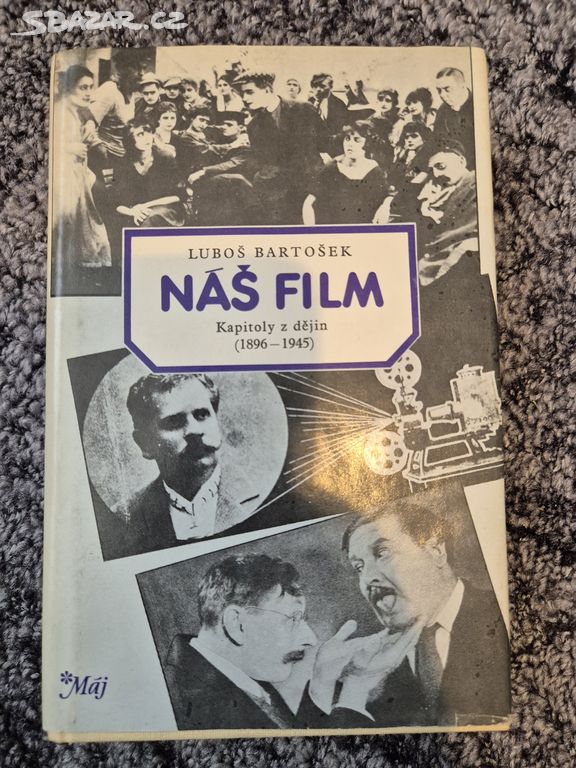 SBAZAR.CZ
LUBOŠ BARTOŠEK
NÁŠ FILM
Kapitoly z dějin
(1896–1945)
*Máj